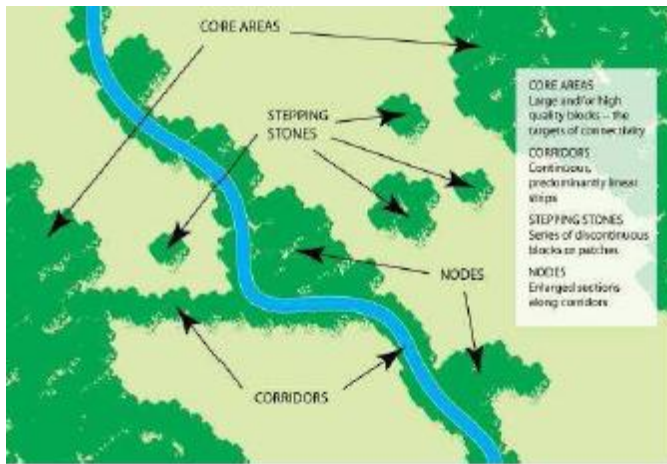 CORE AREAS
STEPPING
STONES
NODES
CORRIDORS
CORE AREAS
Large and/or high
quality blocks – the
targets of connectivity
CORRIDORS
Continuous,
predominantly linear
strips
STEPPING STONES
Series of discontinuous
blocks or patches
NODES
Enlarged sections
along corridors